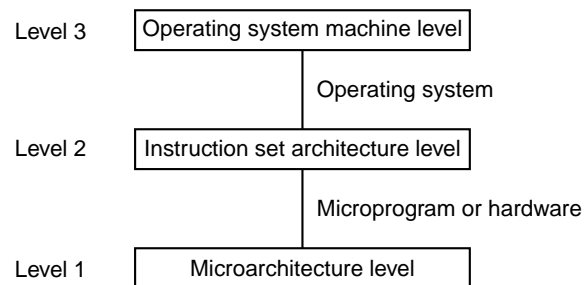 Level 3 Operating system machine level
Operating system
Level 2 Instruction set architecture level
Microprogram or hardware
Level 1 Microarchitecture level